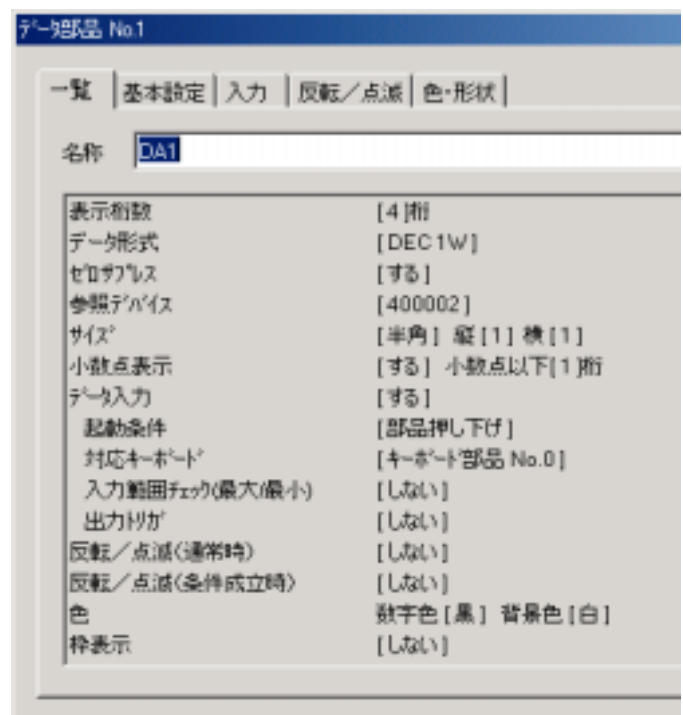 ﾃﾞｰﾀ部品 No.1
一覧 基本設定 入力 反転／点滅 色・形状
名称 DA1
表示桁数 [4]桁
ﾃﾞｰﾀ形式 [DEC1W]
ｾﾞﾛｻﾌﾟﾚｽ [する]
参照ﾃﾞﾊﾞｲｽ [400002]
ｻｲｽﾞ [半角] 縦[1] 横[1]
小数点表示 [する] 小数点以下[1]桁
ﾃﾞｰﾀ入力 [する]
起動条件 [部品押し下げ]
対応ｷｰﾎﾞｰﾄﾞ [ｷｰﾎﾞｰﾄﾞ部品 No.0]
入力範囲ﾁｪｯｸ(最大/最小) [しない]
出力ﾄﾘｶﾞ [しない]
反転／点滅(通常時) [しない]
反転／点滅(条件成立時) [しない]
色 数字色[黒] 背景色[白]
枠表示 [しない]